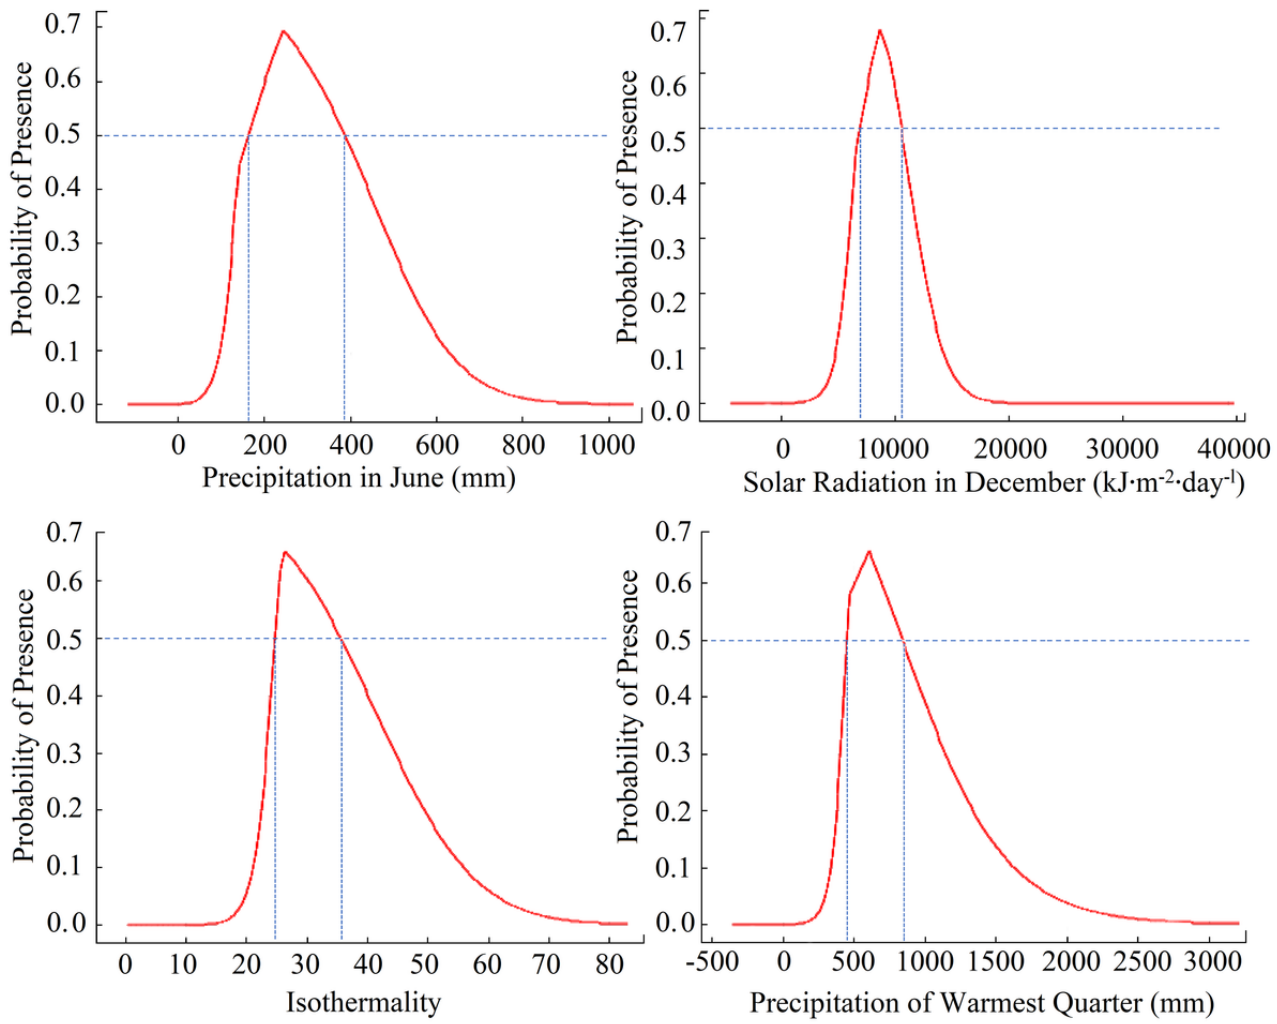 Probability of Presence
0.7
0.6
0.5
0.4
0.3
0.2
0.1
0.0
0 200 400 600 800 1000
Precipitation in June (mm)
Probability of Presence
0.7
0.6
0.5
0.4
0.3
0.2
0.1
0.0
0 10000 20000 30000 40000
Solar Radiation in December (kJ·m⁻²·day⁻¹)
Probability of Presence
0.7
0.6
0.5
0.4
0.3
0.2
0.1
0.0
0 10 20 30 40 50 60 70 80
Isothermality
Probability of Presence
0.7
0.6
0.5
0.4
0.3
0.2
0.1
0.0
-500 0 500 1000 1500 2000 2500 3000
Precipitation of Warmest Quarter (mm)